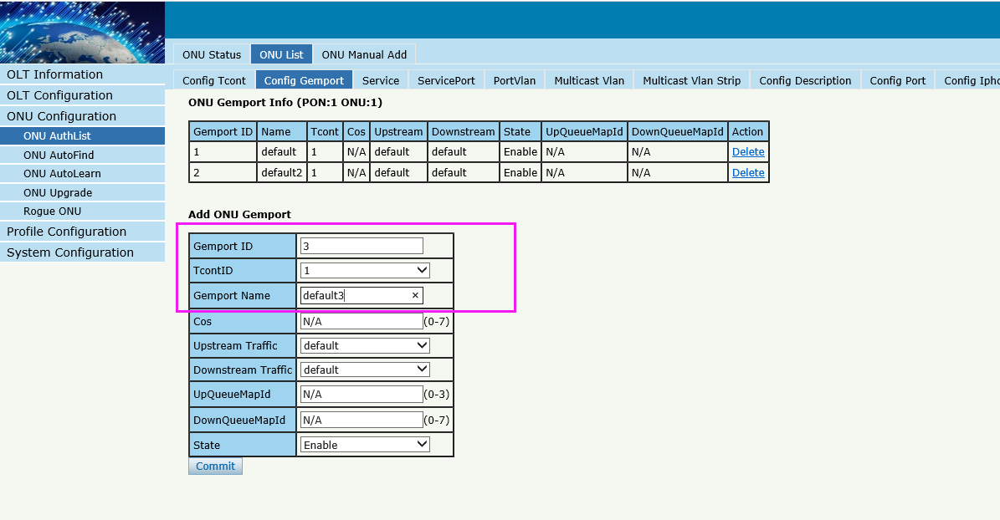 ONU Status ONU List ONU Manual Add
OLT Information
OLT Configuration
ONU Configuration
ONU AuthList
ONU AutoFind
ONU AutoLearn
ONU Upgrade
Rogue ONU
Profile Configuration
System Configuration
Config Tcont Config Gemport Service ServicePort PortVlan Multicast Vlan Multicast Vlan Strip Config Description Config Port Config Ipho
ONU Gemport Info (PON:1 ONU:1)
Gemport ID Name Tcont Cos Upstream Downstream State UpQueueMapId DownQueueMapId Action
1 default 1 N/A default default Enable N/A N/A Delete
2 default2 1 N/A default default Enable N/A N/A Delete
Add ONU Gemport
Gemport ID 3
TcontID 1
Gemport Name default3 ×
Cos N/A (0-7)
Upstream Traffic default
Downstream Traffic default
UpQueueMapId N/A (0-3)
DownQueueMapId N/A (0-7)
State Enable
Commit